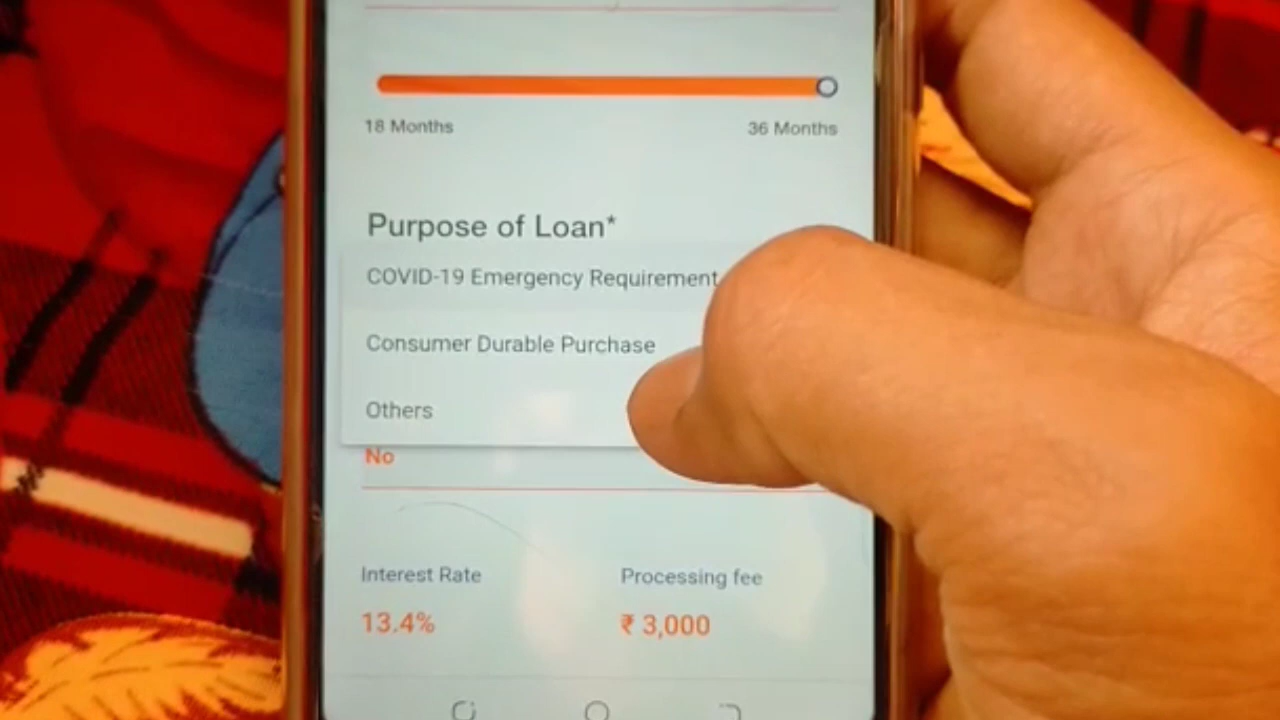 18 Months
36 Months
Purpose of Loan*
COVID-19 Emergency Requirement
Consumer Durable Purchase
Others
No
Interest Rate
Processing fee
13.4%
₹ 3,000